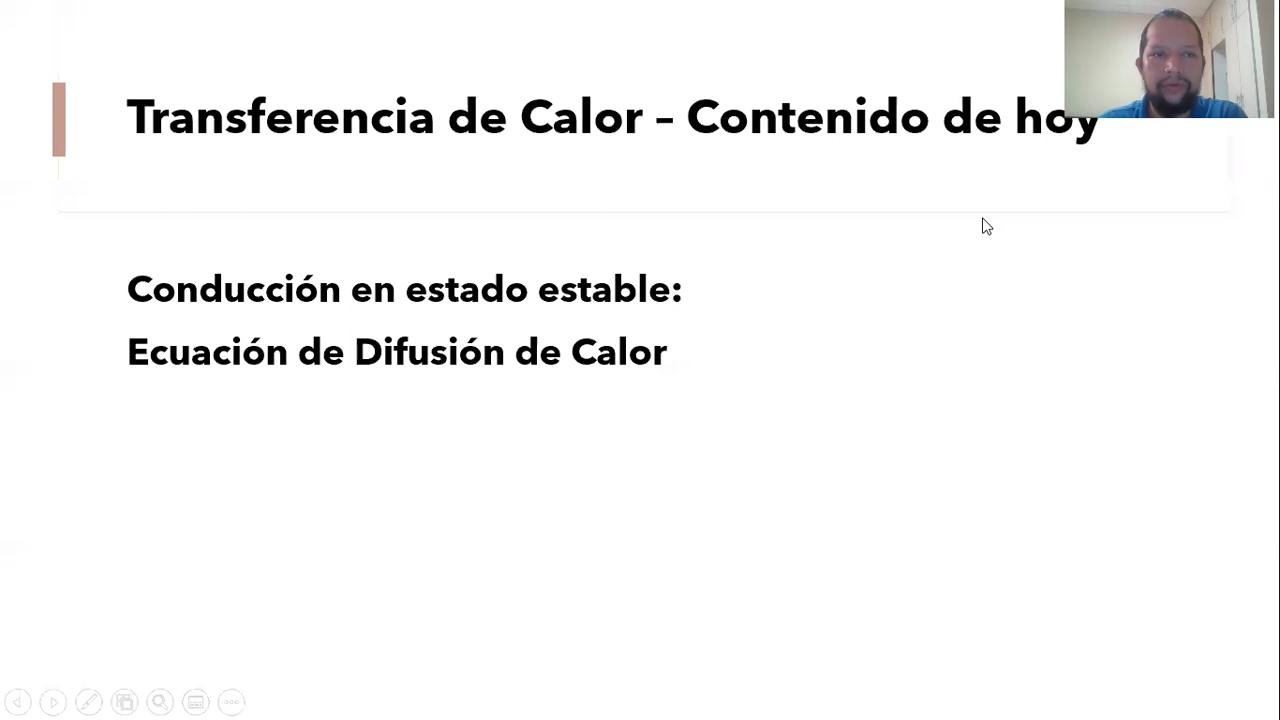 Transferencia de Calor – Contenido de hoy
Conducción en estado estable:
Ecuación de Difusión de Calor